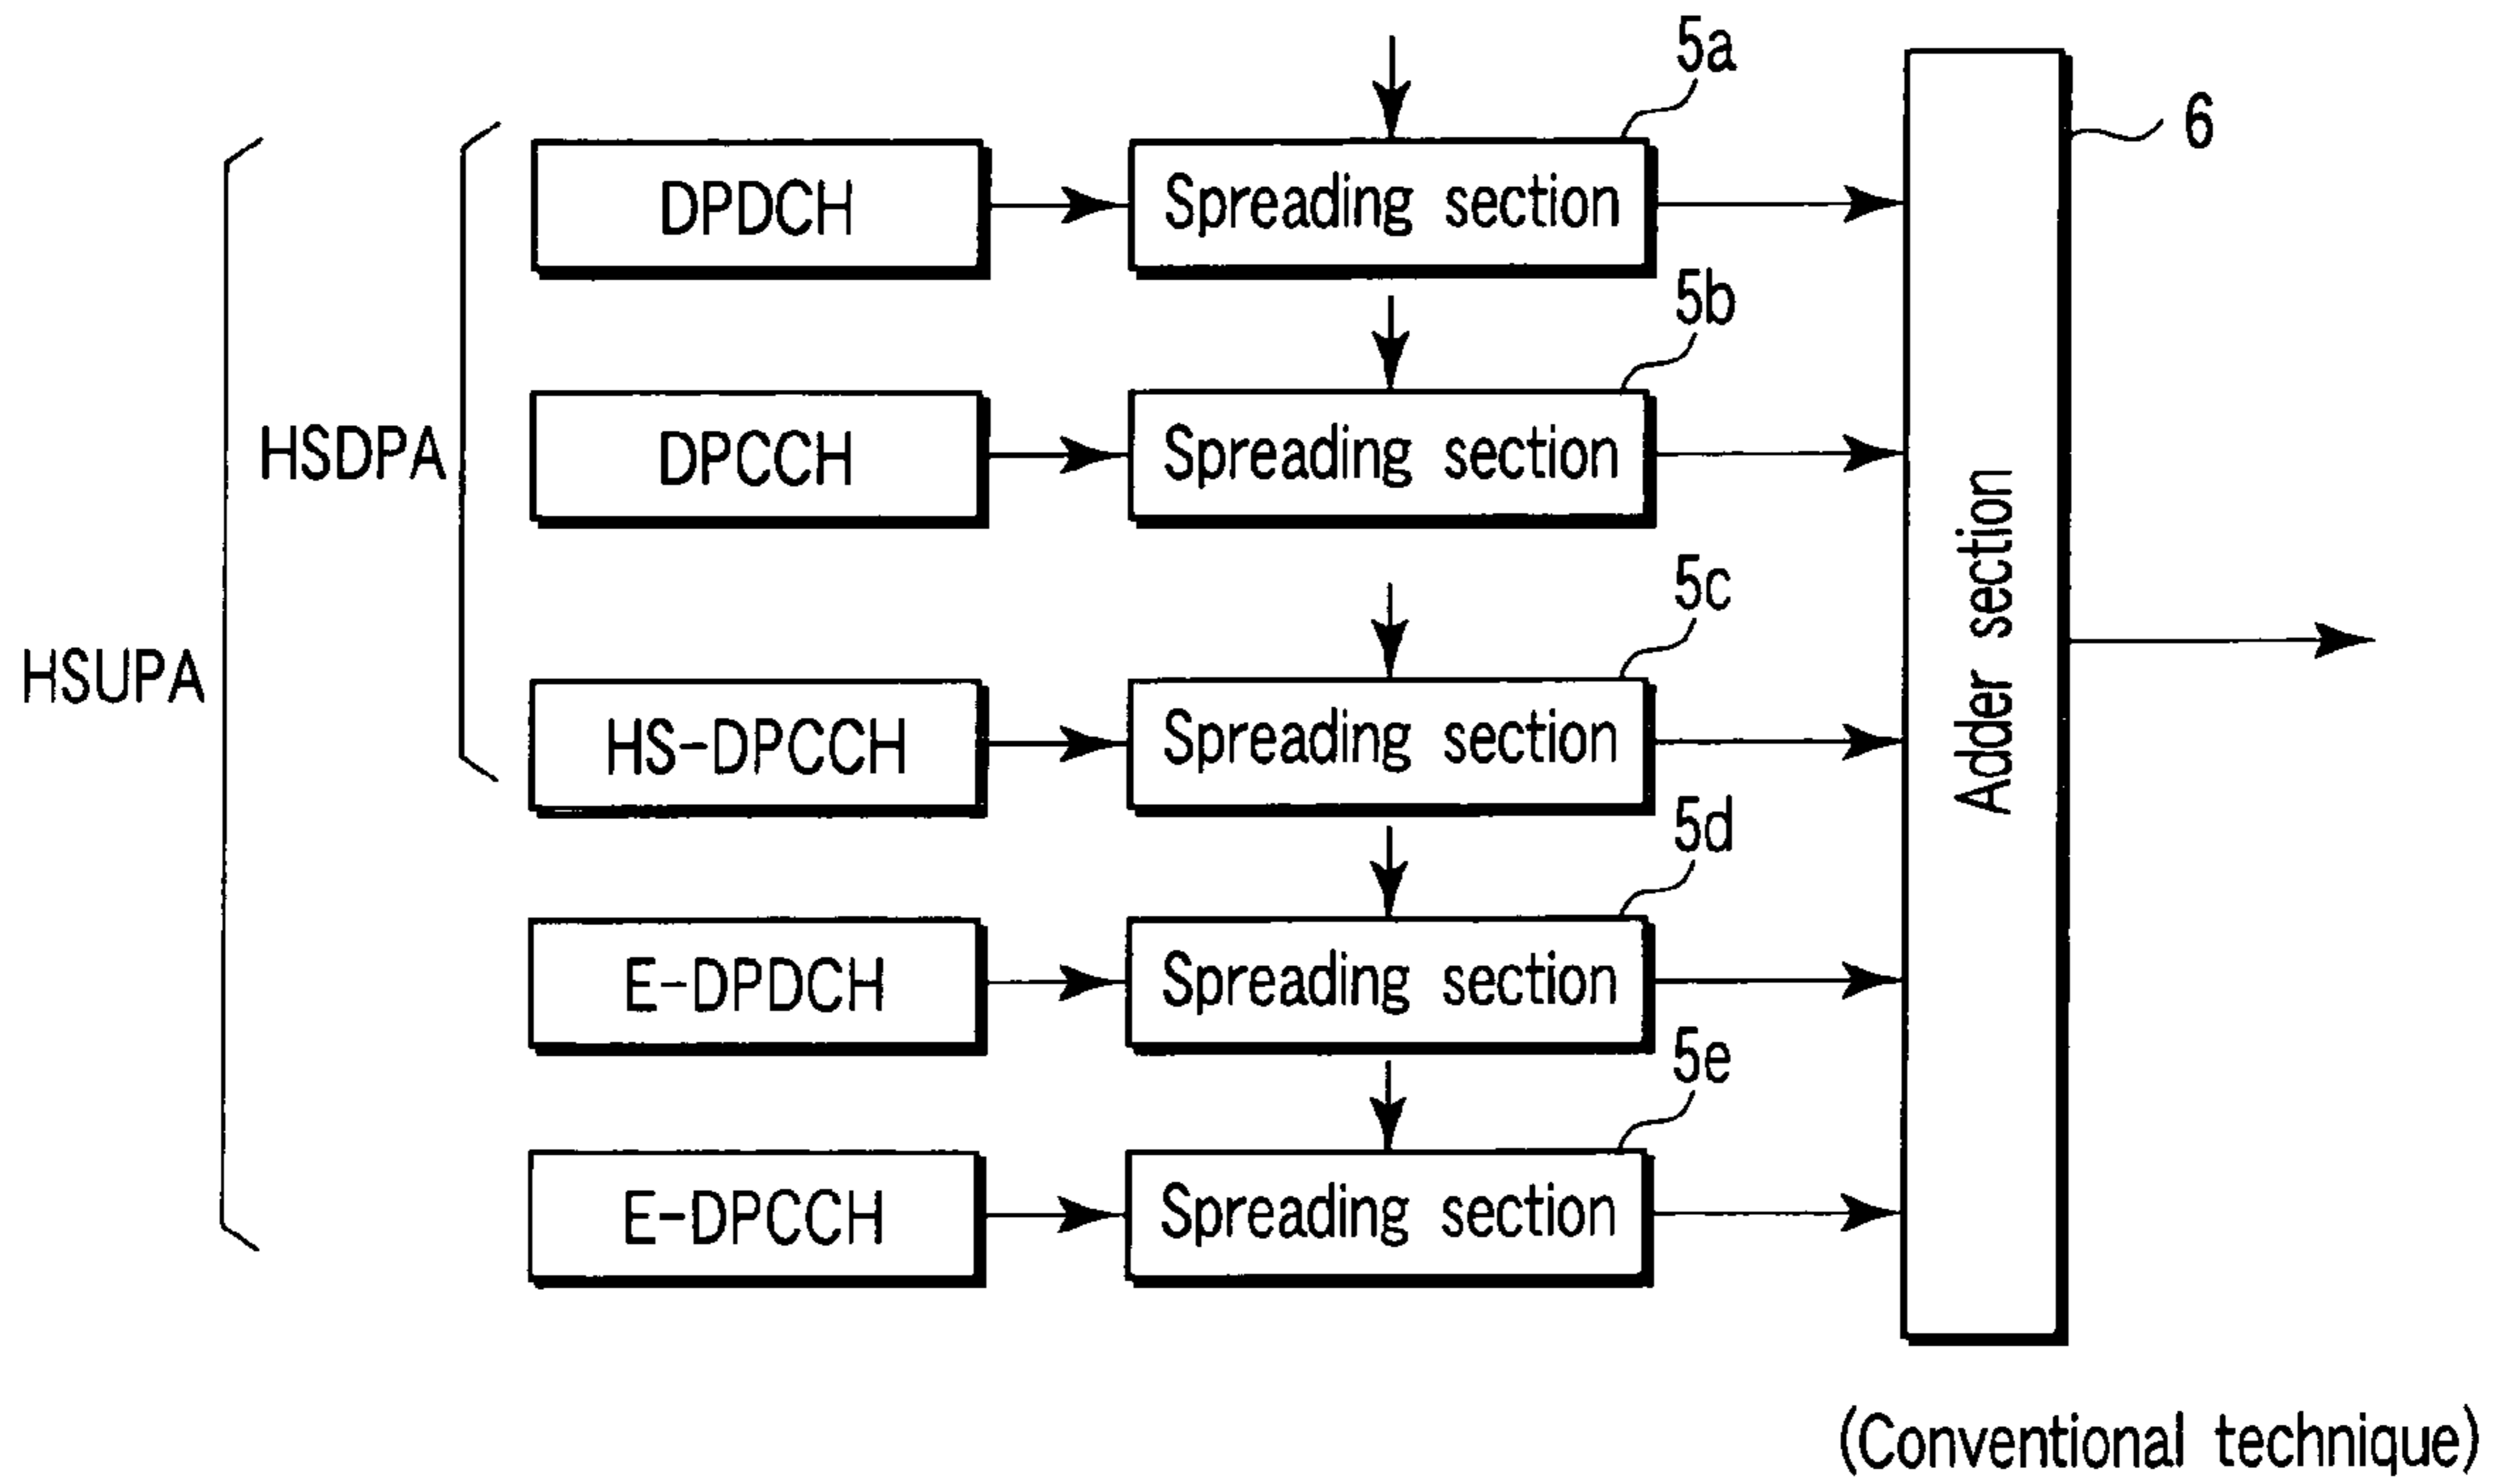 5a
6
DPDCH
Spreading section
5b
HSDPA
DPCCH
Spreading section
5c
HSUPA
HS-DPCCH
Spreading section
Adder section
5d
E-DPDCH
Spreading section
5e
E-DPCCH
Spreading section
(Conventional technique)